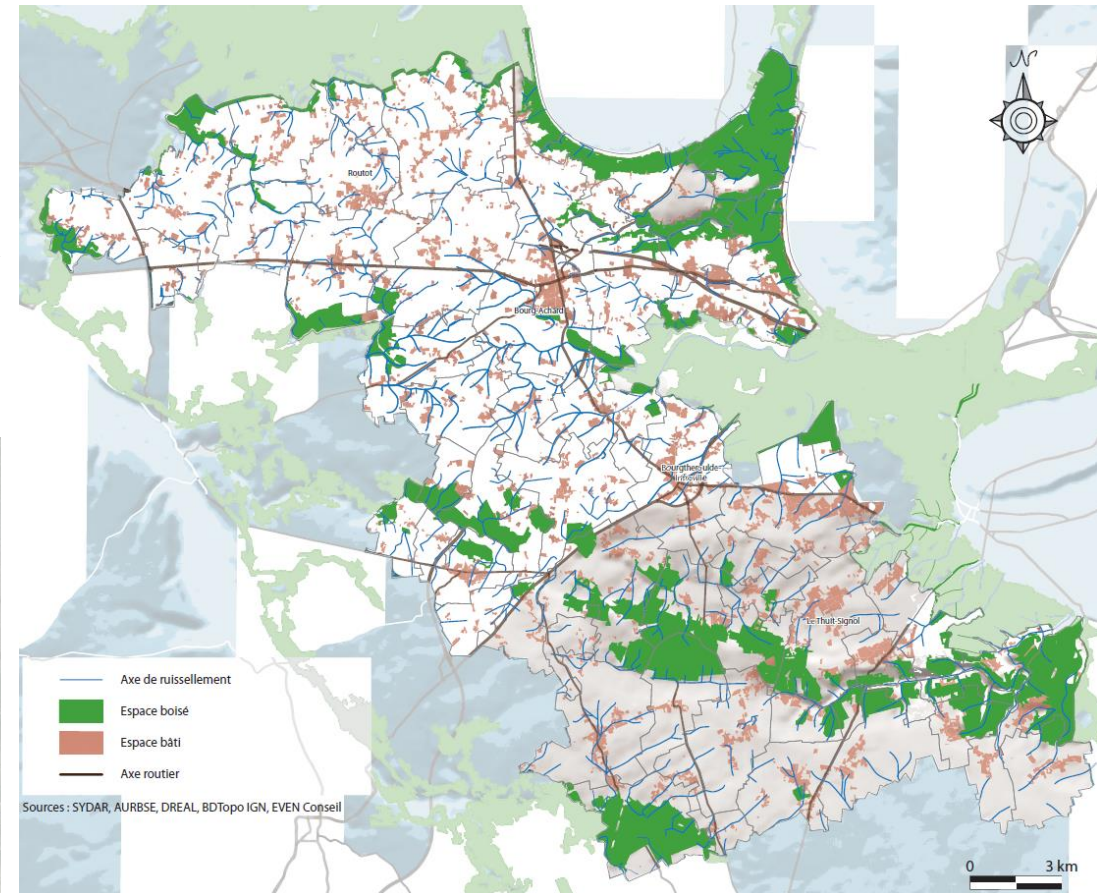 N
Routot
Bourg-Achard
Bourgtheroulde-
Infreville
Le Thuit-Signol
Axe de ruissellement
Espace boisé
Espace bâti
Axe routier
Sources : SYDAR, AURBSE, DREAL, BDTopo IGN, EVEN Conseil
0 3 km